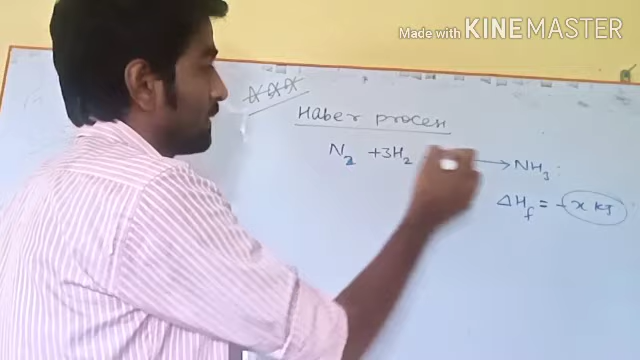 Made with KINEMASTER
Haber process
N₂ + 3H₂ → NH₃ :
ΔH_f = - x kJ